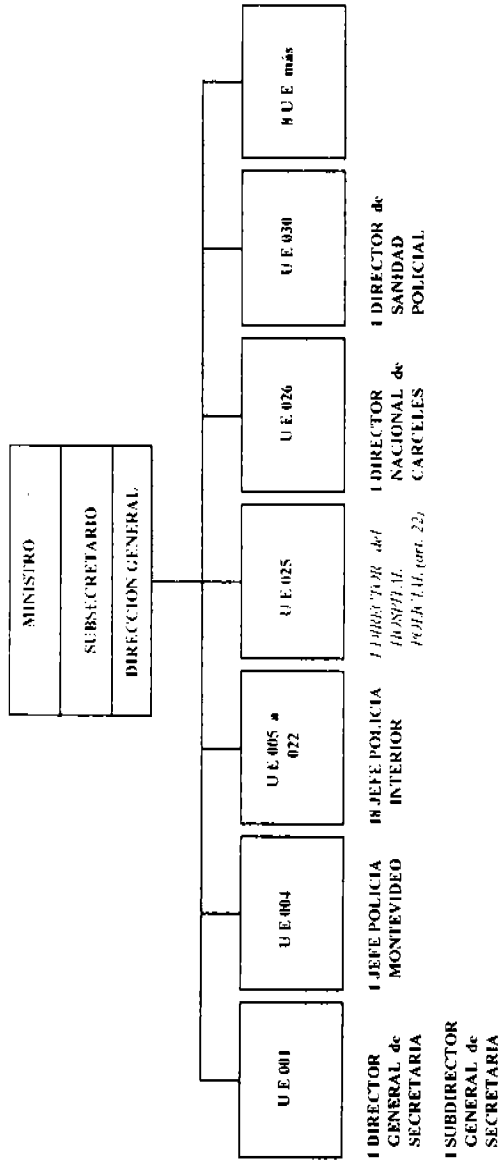 MINISTRO
SUBSECRETARIO
DIRECCION GENERAL
U E 001
U E 004
U E 005 a
022
U E 025
U E 026
U E 030
8 U E más
1 DIRECTOR
GENERAL de
SECRETARIA
1 SUBDIRECTOR
GENERAL de
SECRETARIA
1 JEFE POLICIA
MONTEVIDEO
18 JEFE POLICIA
INTERIOR
1 DIRECTOR del
HOSPITAL
POLICIAL (art. 22)
1 DIRECTOR
NACIONAL de
CARCELES
1 DIRECTOR de
SANIDAD
POLICIAL